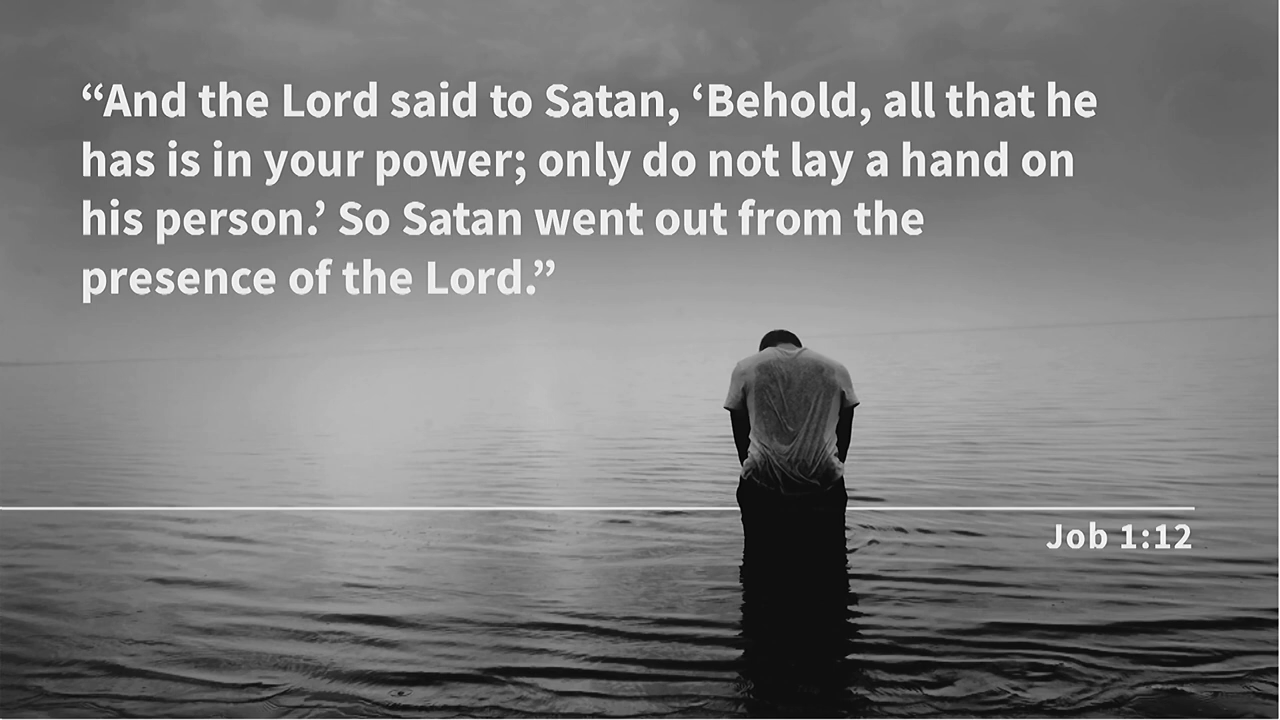 “And the Lord said to Satan, ‘Behold, all that he
has is in your power; only do not lay a hand on
his person.’ So Satan went out from the
presence of the Lord.”
Job 1:12